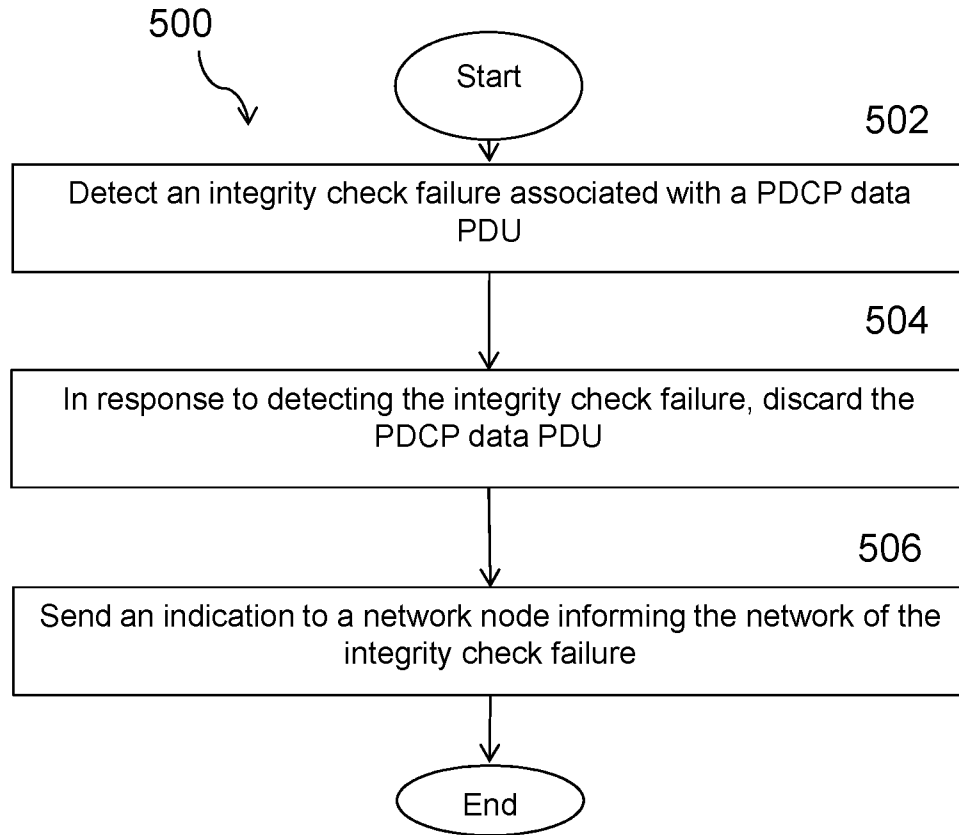 500
Start
502
Detect an integrity check failure associated with a PDCP data
PDU
504
In response to detecting the integrity check failure, discard the
PDCP data PDU
506
Send an indication to a network node informing the network of the
integrity check failure
End